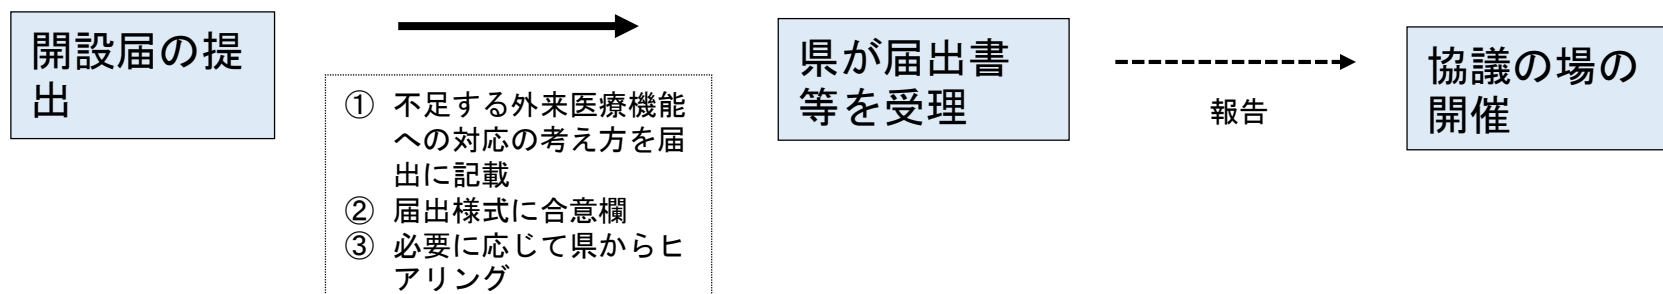 開設届の提
出
① 不足する外来医療機能
への対応の考え方を届
出に記載
② 届出様式に合意欄
③ 必要に応じて県からヒ
アリング
県が届出書
等を受理
報告
協議の場の
開催